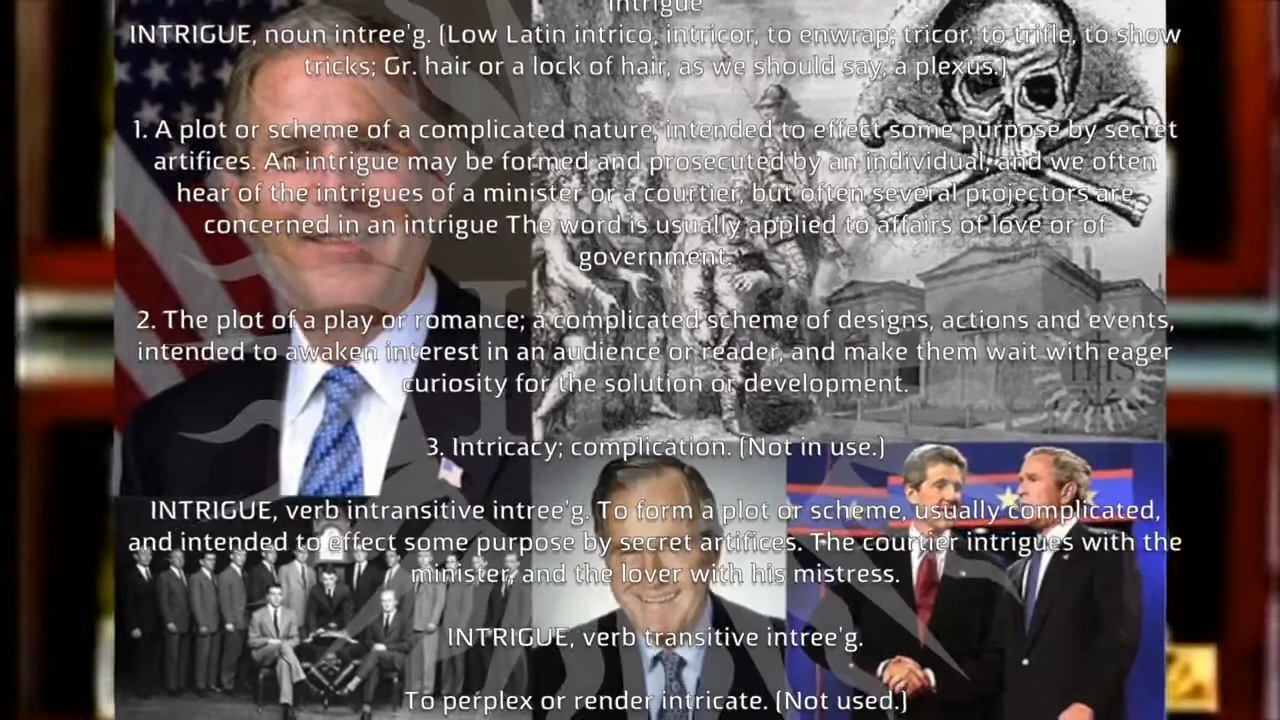 Intrigue
INTRIGUE, noun intree'g. (Low Latin intrico, intricor, to enwrap; tricor, to trifle, to show
tricks; Gr. hair or a lock of hair, as we should say, a plexus.)
1. A plot or scheme of a complicated nature, intended to effect some purpose by secret
artifices. An intrigue may be formed and prosecuted by an individual, and we often
hear of the intrigues of a minister or a courtier, but often several projectors are
concerned in an intrigue The word is usually applied to affairs of love or of
government.
2. The plot of a play or romance; a complicated scheme of designs, actions and events,
intended to awaken interest in an audience or reader, and make them wait with eager
curiosity for the solution or development.
IHS
3. Intricacy; complication. (Not in use.)
INTRIGUE, verb intransitive intree'g. To form a plot or scheme, usually complicated,
and intended to effect some purpose by secret artifices. The courtier intrigues with the
minister, and the lover with his mistress.
INTRIGUE, verb transitive intree'g.
To perplex or render intricate. (Not used.)